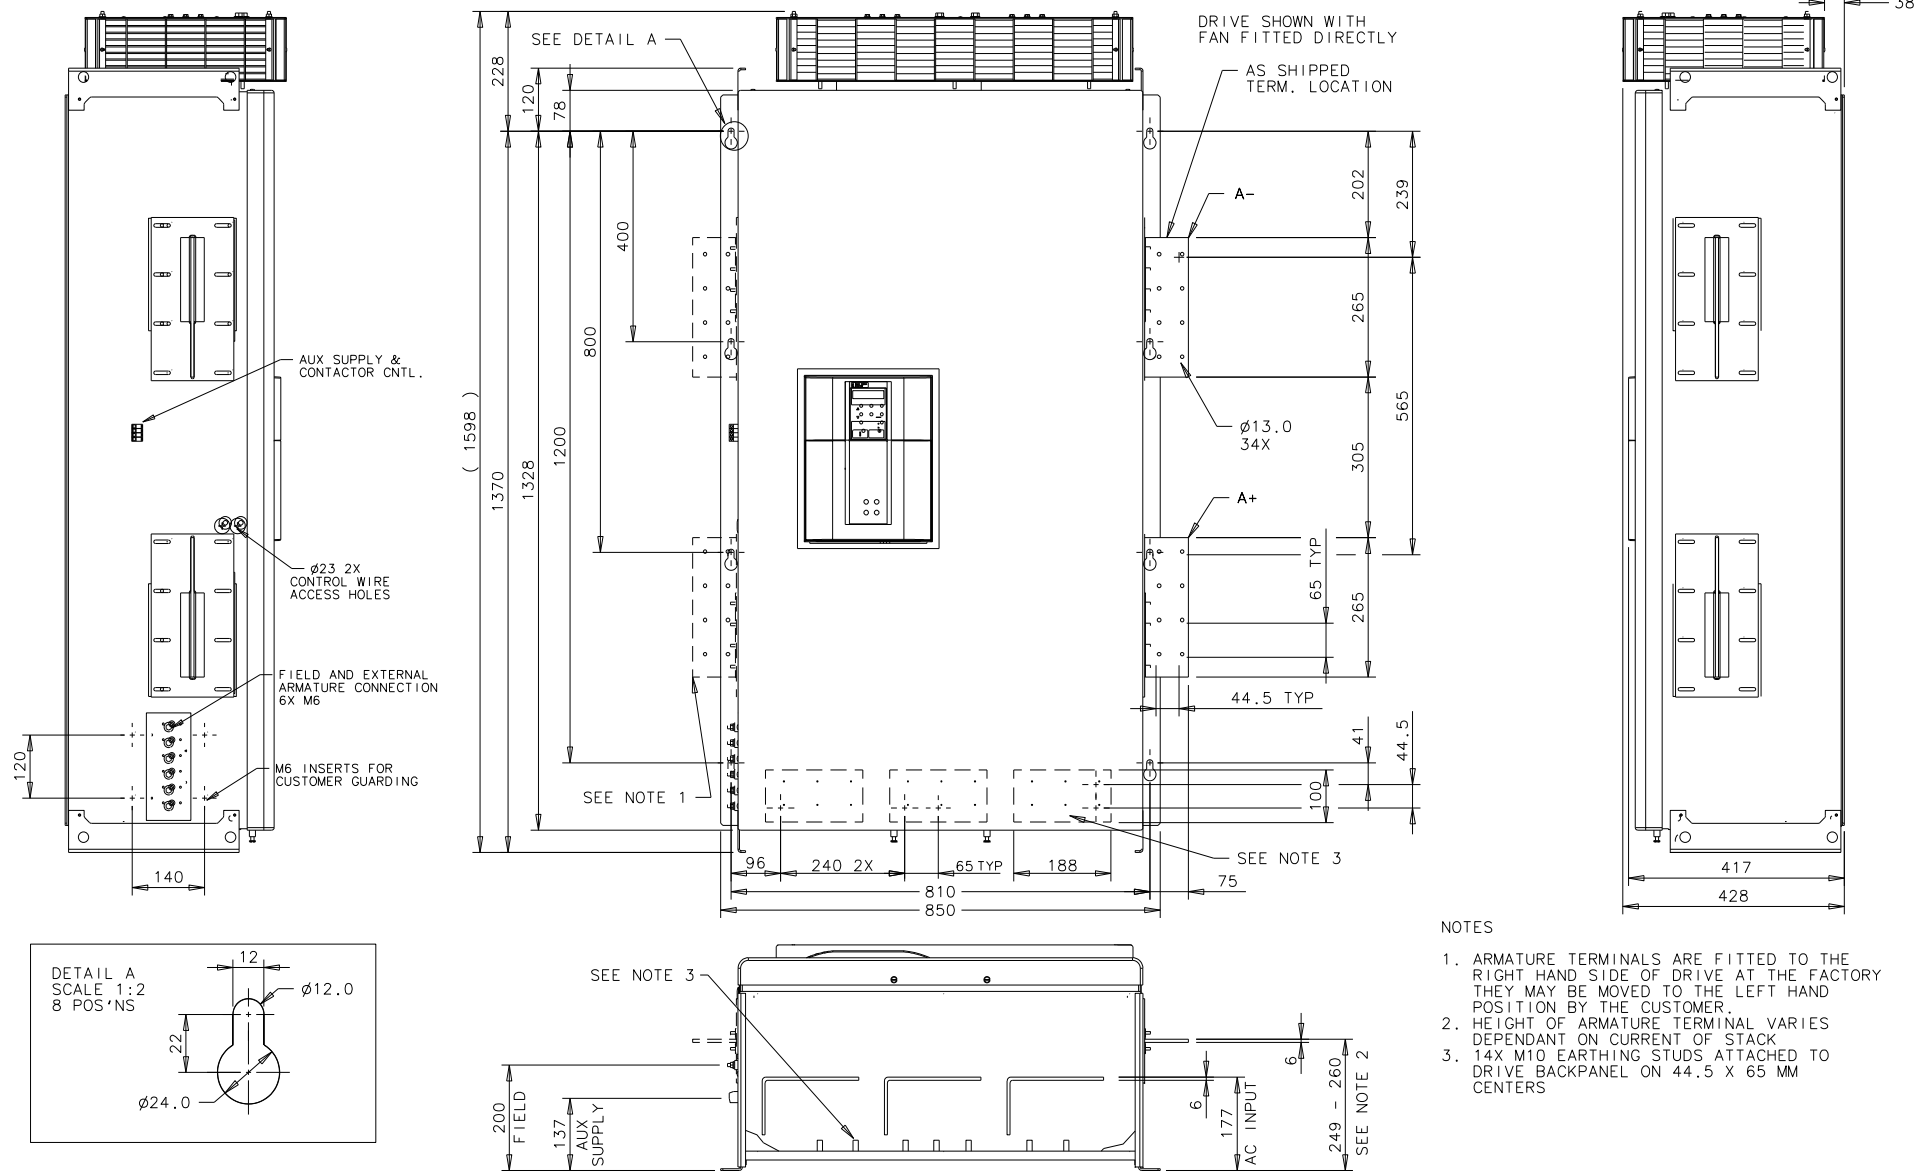 38
DRIVE SHOWN WITH
FAN FITTED DIRECTLY
SEE DETAIL A
AS SHIPPED
TERM. LOCATION
228
120
78
202
239
A-
400
265
800
AUX SUPPLY &
CONTACTOR CNTL.
( 1598 )
1370
1328
1200
ø13.0
34X
565
305
A+
ø23 2X
CONTROL WIRE
ACCESS HOLES
65 TYP
265
FIELD AND EXTERNAL
ARMATURE CONNECTION
6X M6
44.5 TYP
41
44.5
120
M6 INSERTS FOR
CUSTOMER GUARDING
SEE NOTE 1
100
SEE NOTE 3
96
240 2X
65 TYP
188
75
140
810
850
417
428
DETAIL A
SCALE 1:2
8 POS'NS
12
ø12.0
22
ø24.0
SEE NOTE 3
200
FIELD
137
AUX
SUPPLY
6
177
AC INPUT
6
249 - 260
SEE NOTE 2
NOTES
1. ARMATURE TERMINALS ARE FITTED TO THE
RIGHT HAND SIDE OF DRIVE AT THE FACTORY
THEY MAY BE MOVED TO THE LEFT HAND
POSITION BY THE CUSTOMER.
2. HEIGHT OF ARMATURE TERMINAL VARIES
DEPENDANT ON CURRENT OF STACK
3. 14X M10 EARTHING STUDS ATTACHED TO
DRIVE BACKPANEL ON 44.5 X 65 MM
CENTERS